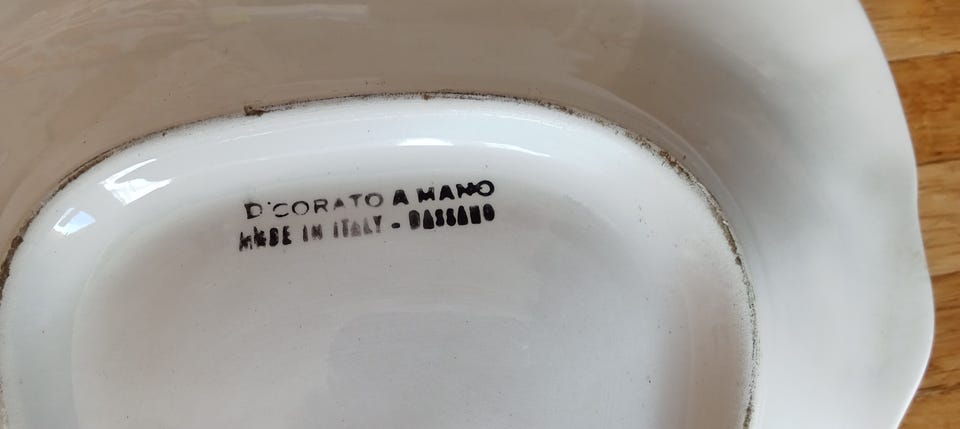 D'CORATO A MANO
MADE IN ITALY - BASSANO